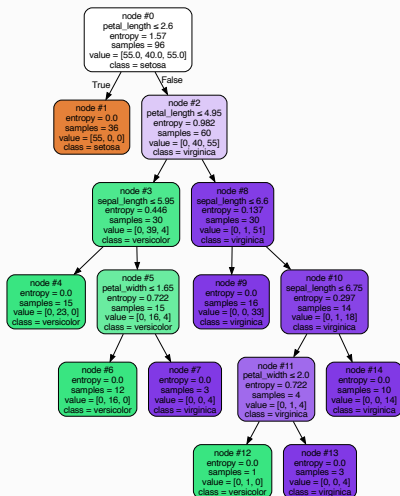 node #0
petal_length ≤ 2.6
entropy = 1.57
samples = 96
value = [55.0, 40.0, 55.0]
class = setosa
True
False
node #1
entropy = 0.0
samples = 36
value = [55, 0, 0]
class = setosa
node #2
petal_length ≤ 4.95
entropy = 0.982
samples = 60
value = [0, 40, 55]
class = virginica
node #3
sepal_length ≤ 5.95
entropy = 0.446
samples = 30
value = [0, 39, 4]
class = versicolor
node #8
sepal_length ≤ 6.6
entropy = 0.137
samples = 30
value = [0, 1, 51]
class = virginica
node #4
entropy = 0.0
samples = 15
value = [0, 23, 0]
class = versicolor
node #5
petal_width ≤ 1.65
entropy = 0.722
samples = 15
value = [0, 16, 4]
class = versicolor
node #9
entropy = 0.0
samples = 16
value = [0, 0, 33]
class = virginica
node #10
sepal_length ≤ 6.75
entropy = 0.297
samples = 14
value = [0, 1, 18]
class = virginica
node #6
entropy = 0.0
samples = 12
value = [0, 16, 0]
class = versicolor
node #7
entropy = 0.0
samples = 3
value = [0, 0, 4]
class = virginica
node #11
petal_width ≤ 2.0
entropy = 0.722
samples = 4
value = [0, 1, 4]
class = virginica
node #14
entropy = 0.0
samples = 10
value = [0, 0, 14]
class = virginica
node #12
entropy = 0.0
samples = 1
value = [0, 1, 0]
class = versicolor
node #13
entropy = 0.0
samples = 3
value = [0, 0, 4]
class = virginica